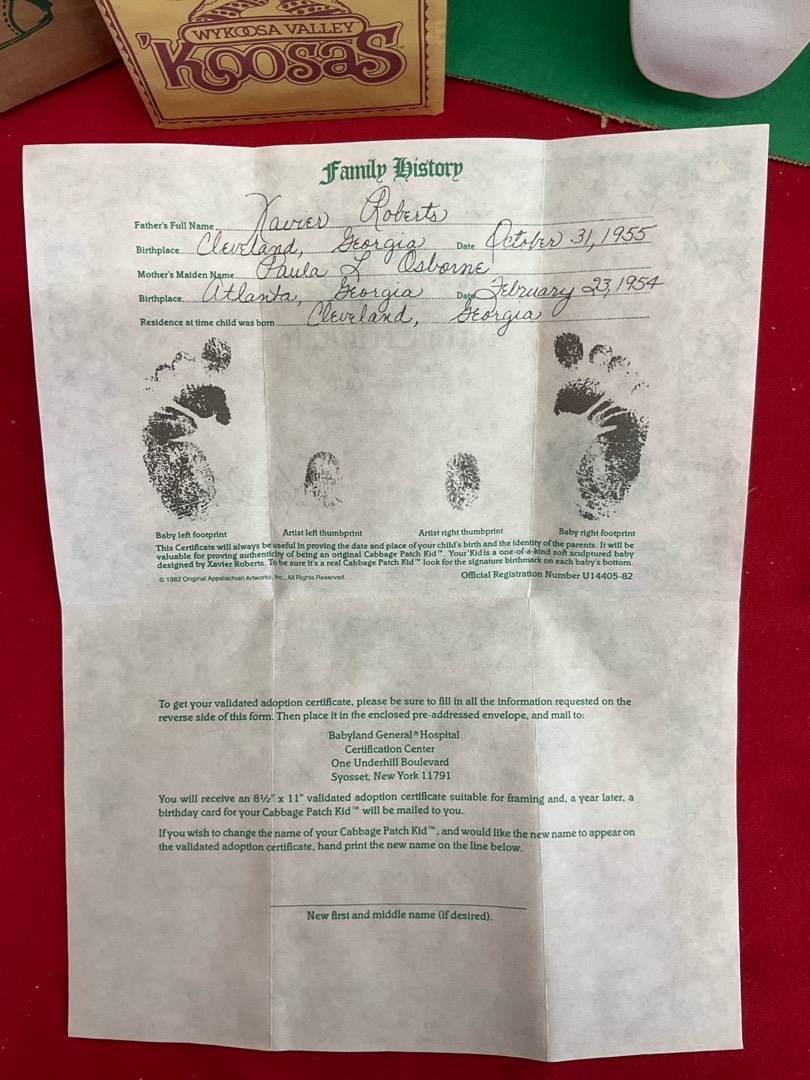 WYKOOSA VALLEY
'KOOSAS™
Family History
Father's Full Name Xavier Roberts
Birthplace Cleveland, Georgia Date October 31, 1955
Mother's Maiden Name Paula L Osborne
Birthplace Atlanta, Georgia Date February 23, 1954
Residence at time child was born Cleveland, Georgia
Baby left footprint Artist left thumbprint Artist right thumbprint Baby right footprint
This Certificate will always be useful in proving the date and place of your child's birth and the identity of the parents. It will be
valuable for proving authenticity of being an original Cabbage Patch Kid™. Your 'Kid is a one-of-a-kind soft sculptured baby
designed by Xavier Roberts. To be sure it's a real Cabbage Patch Kid™ look for the signature birthmark on each baby's bottom.
© 1982 Original Appalachian Artworks, Inc., All Rights Reserved. Official Registration Number U14405-82
To get your validated adoption certificate, please be sure to fill in all the information requested on the
reverse side of this form. Then place it in the enclosed pre-addressed envelope, and mail to:
Babyland General® Hospital
Certification Center
One Underhill Boulevard
Syosset, New York 11791
You will receive an 8½" x 11" validated adoption certificate suitable for framing and, a year later, a
birthday card for your Cabbage Patch Kid™ will be mailed to you.
If you wish to change the name of your Cabbage Patch Kid™, and would like the new name to appear on
the validated adoption certificate, hand print the new name on the line below.
New first and middle name (if desired).